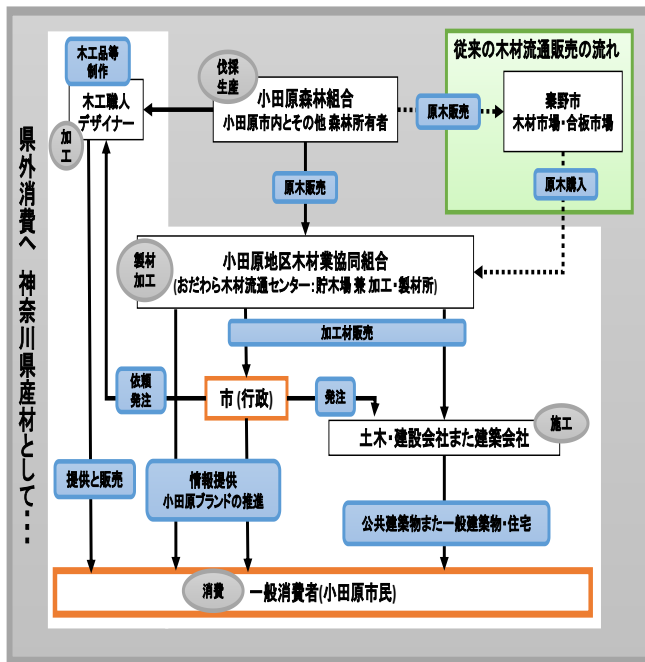 従来の木材流通販売の流れ
木工品等
制作
木工職人
デザイナー
加
工
伐採
生産
小田原森林組合
小田原市内とその他 森林所有者
原木販売
秦野市
木材市場・合板市場
原木購入
原木販売
製材
加工
小田原地区木材業協同組合
(おだわら木材流通センター:貯木場 兼 加工・製材所)
加工材販売
依頼
発注
市 (行政)
発注
施工
土木・建設会社また建築会社
提供と販売
情報提供
小田原ブランドの推進
公共建築物また一般建築物・住宅
消費
一般消費者(小田原市民)
県外消費へ 神奈川県産材として・・・